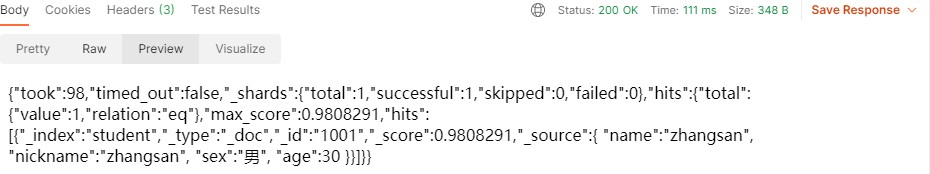 Body Cookies Headers (3) Test Results Status: 200 OK Time: 111 ms Size: 348 B Save Response
Pretty Raw Preview Visualize
{"took":98,"timed_out":false,"_shards":{"total":1,"successful":1,"skipped":0,"failed":0},"hits":{"total":
{"value":1,"relation":"eq"},"max_score":0.9808291,"hits":
[{"_index":"student","_type":"_doc","_id":"1001","_score":0.9808291,"_source":{ "name":"zhangsan",
"nickname":"zhangsan", "sex":"男", "age":30 }}]}}